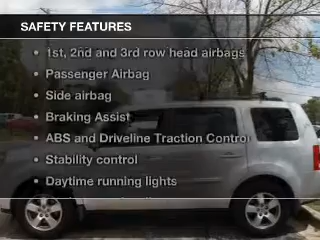 SAFETY FEATURES
• 1st, 2nd and 3rd row head airbags
• Passenger Airbag
• Side airbag
• Braking Assist
• ABS and Driveline Traction Control
• Stability control
• Daytime running lights